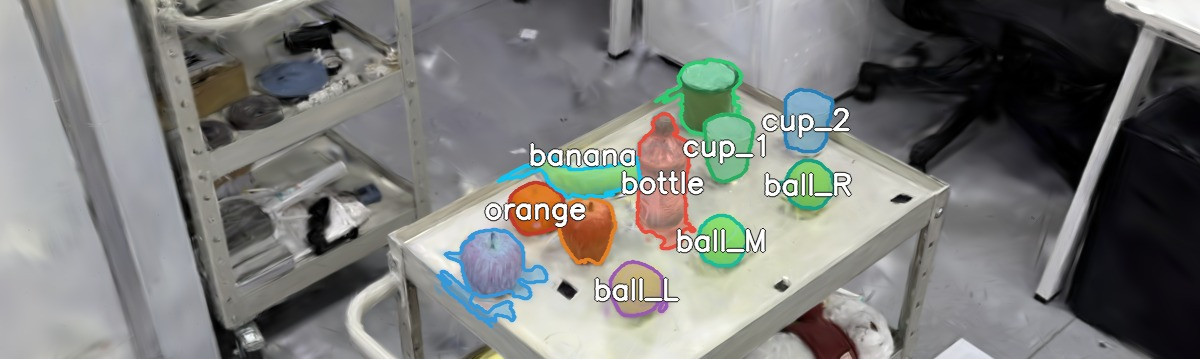 cup_2
cup_1
banana
bottle
ball_R
orange
ball_M
ball_L